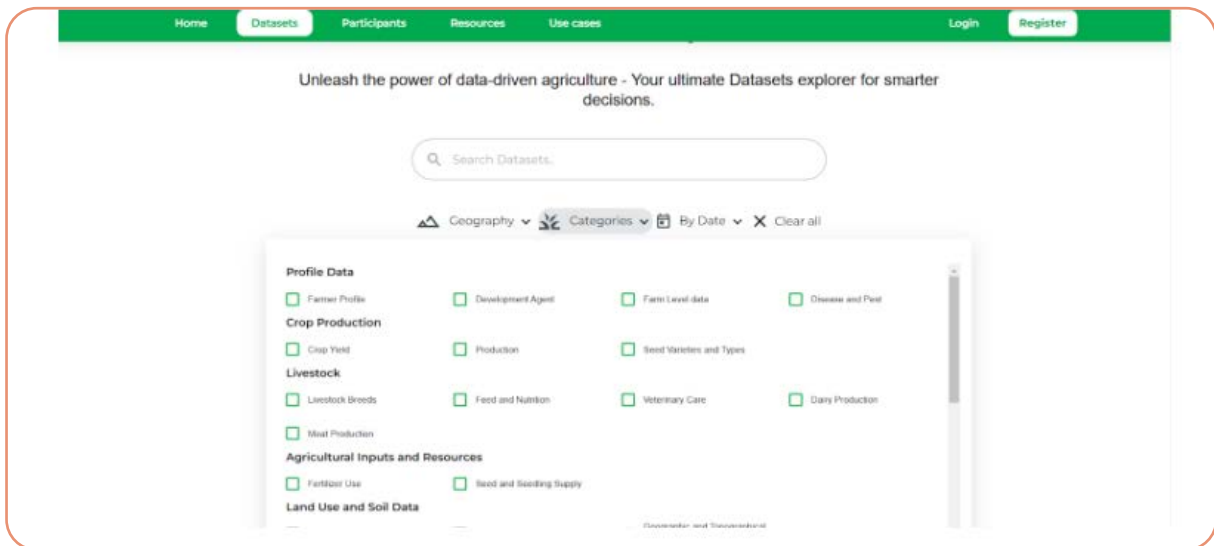 Home Datasets Participants Resources Use cases Login Register
Unleash the power of data-driven agriculture - Your ultimate Datasets explorer for smarter
decisions.
Search Datasets.
Geography Categories By Date Clear all
Profile Data
Farmer Profile Development Agent Farm Level data Disease and Pest
Crop Production
Crop Yield Production Seed Varieties and Types
Livestock
Livestock Breeds Feed and Nutrition Veterinary Care Dairy Production
Meat Production
Agricultural Inputs and Resources
Fertilizer Use Seed and Seedling Supply
Land Use and Soil Data
Geographic and Topographical